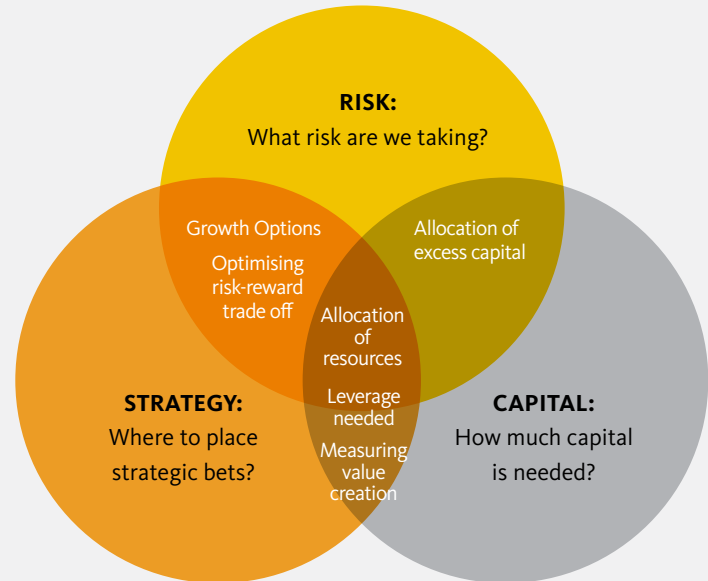 RISK:
What risk are we taking?
Growth Options
Optimising
risk-reward
trade off
Allocation of
excess capital
Allocation
of
resources
Leverage
needed
Measuring
value
creation
STRATEGY:
Where to place
strategic bets?
CAPITAL:
How much capital
is needed?